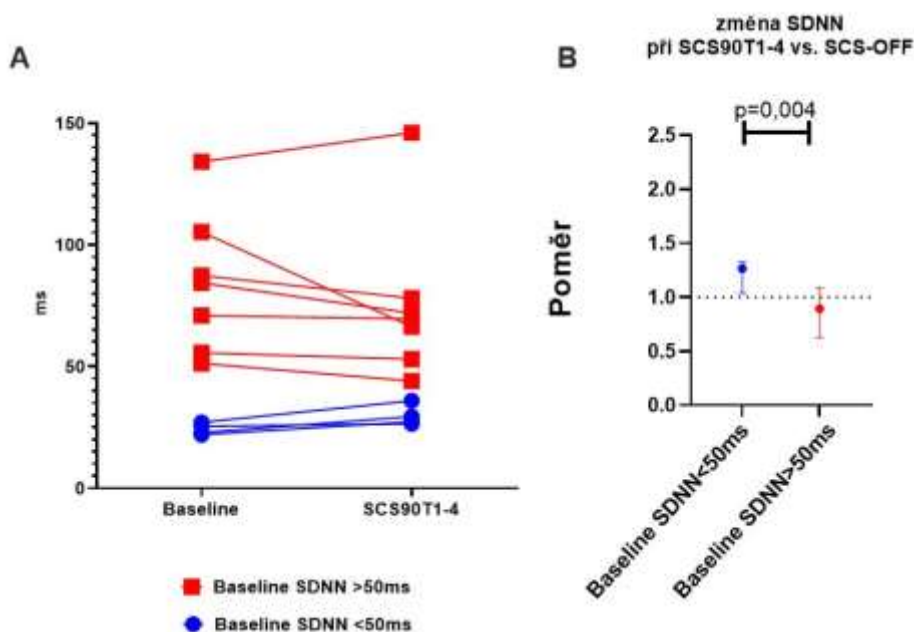 A
150
100
50
0
ms
Baseline
SCS90T1-4
Baseline SDNN >50ms
Baseline SDNN <50ms
B
změna SDNN
při SCS90T1-4 vs. SCS-OFF
p=0,004
2.5
2.0
1.5
1.0
0.5
0.0
Poměr
Baseline SDNN<50ms
Baseline SDNN>50ms